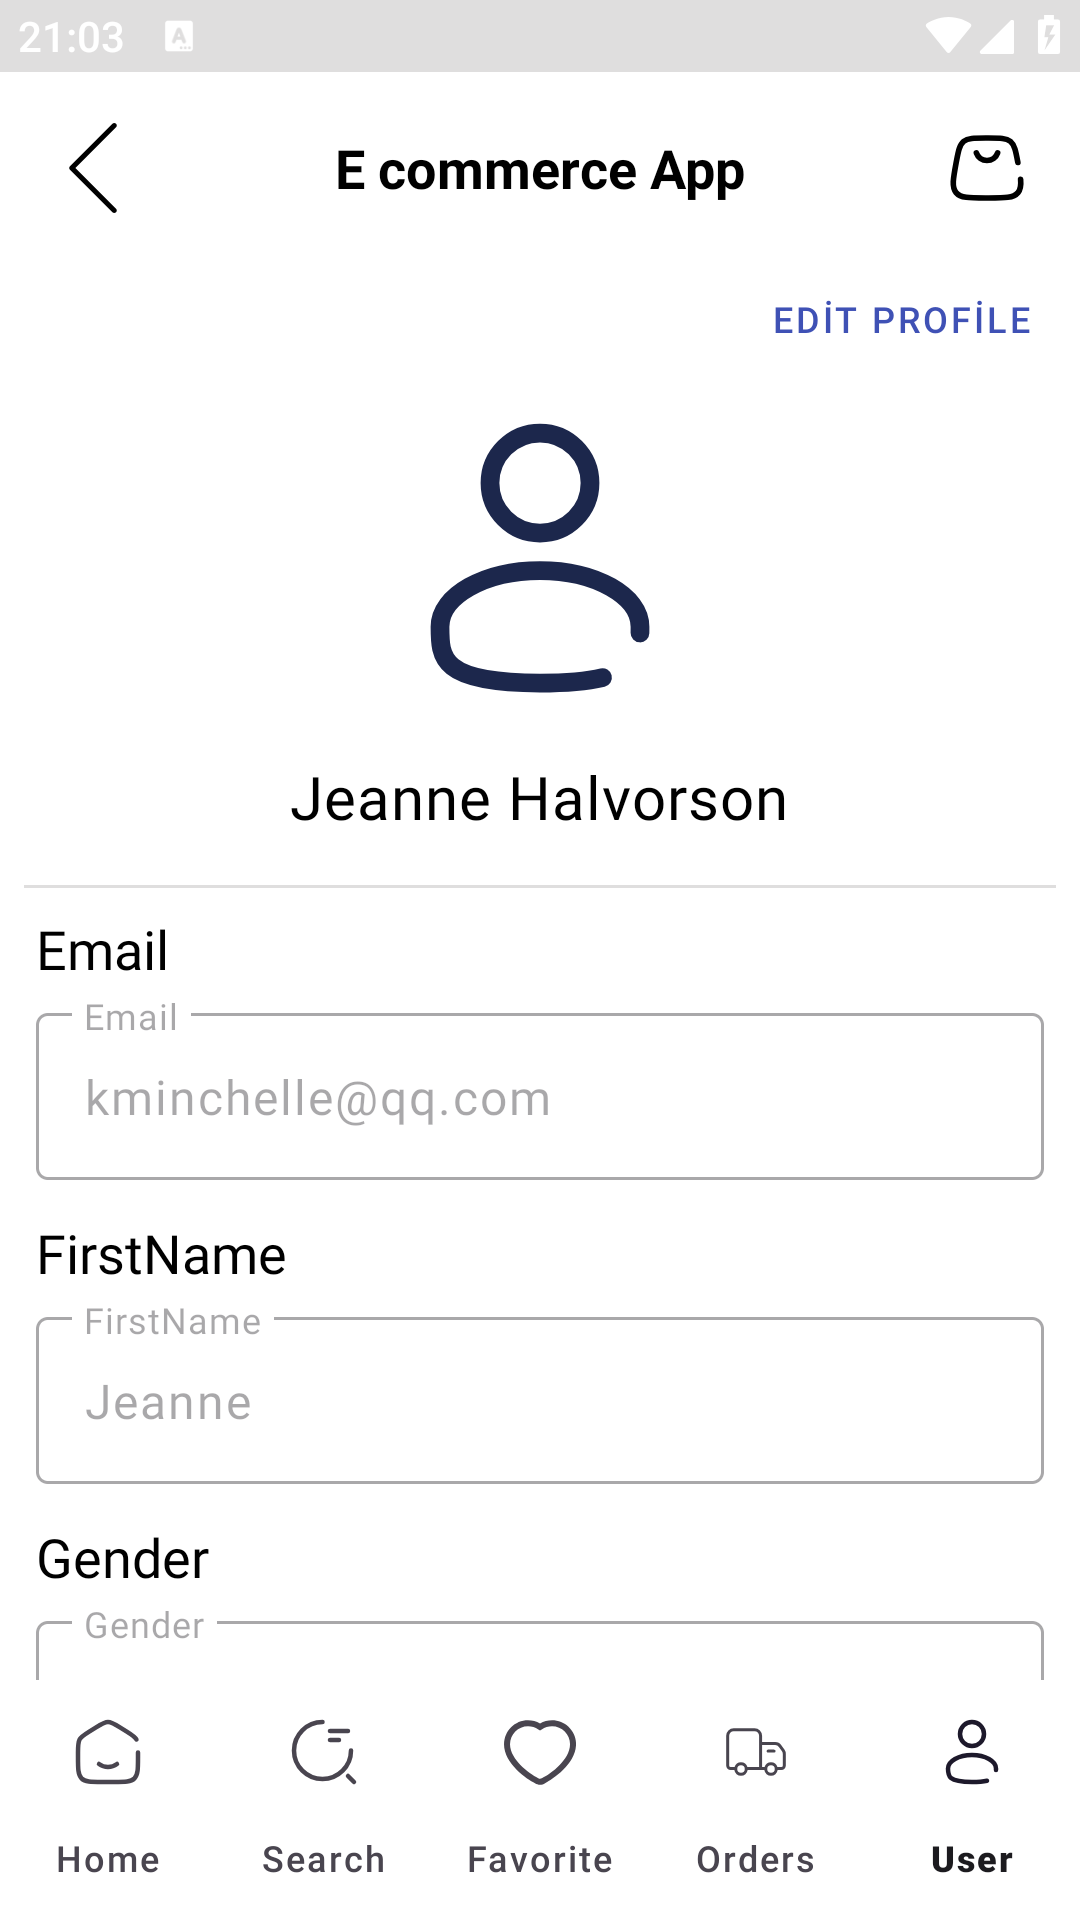 21:03
E commerce App
EDİT PROFİLE
Jeanne Halvorson
Email
Email
kminchelle@qq.com
FirstName
FirstName
Jeanne
Gender
Gender
Home Search Favorite Orders User